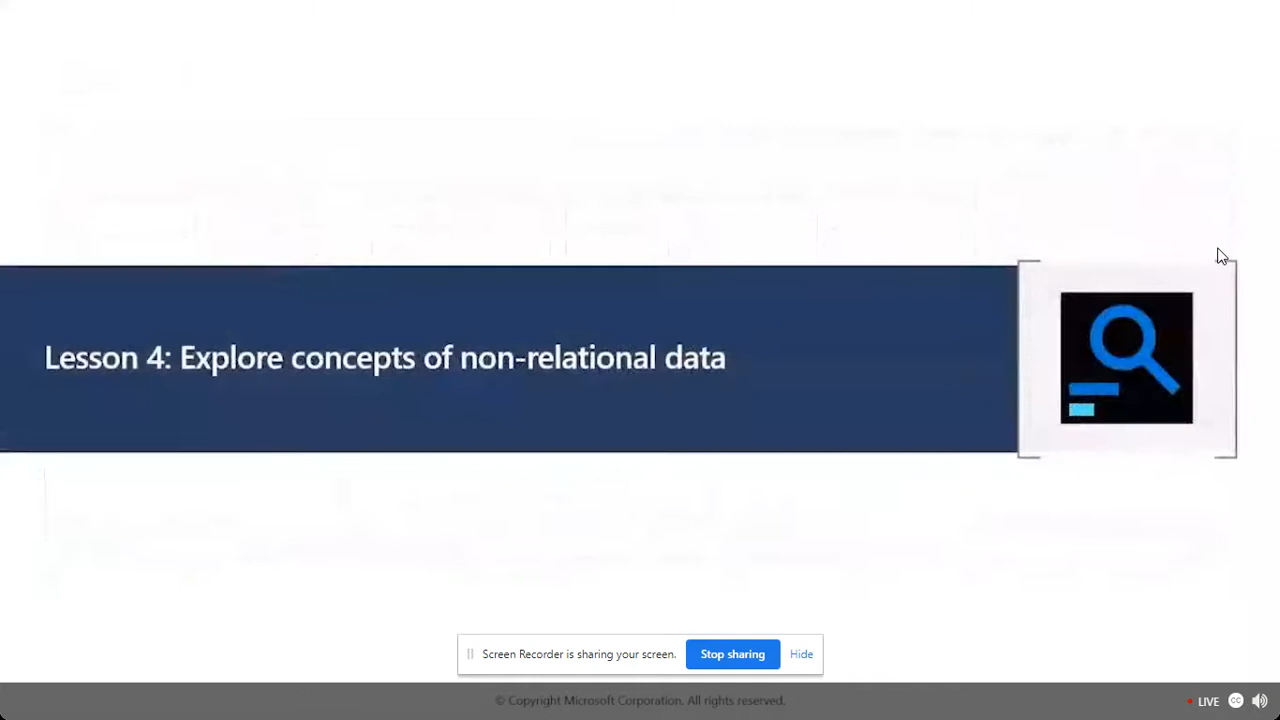 Lesson 4: Explore concepts of non-relational data
Screen Recorder is sharing your screen. Stop sharing Hide
© Copyright Microsoft Corporation. All rights reserved.
LIVE CC